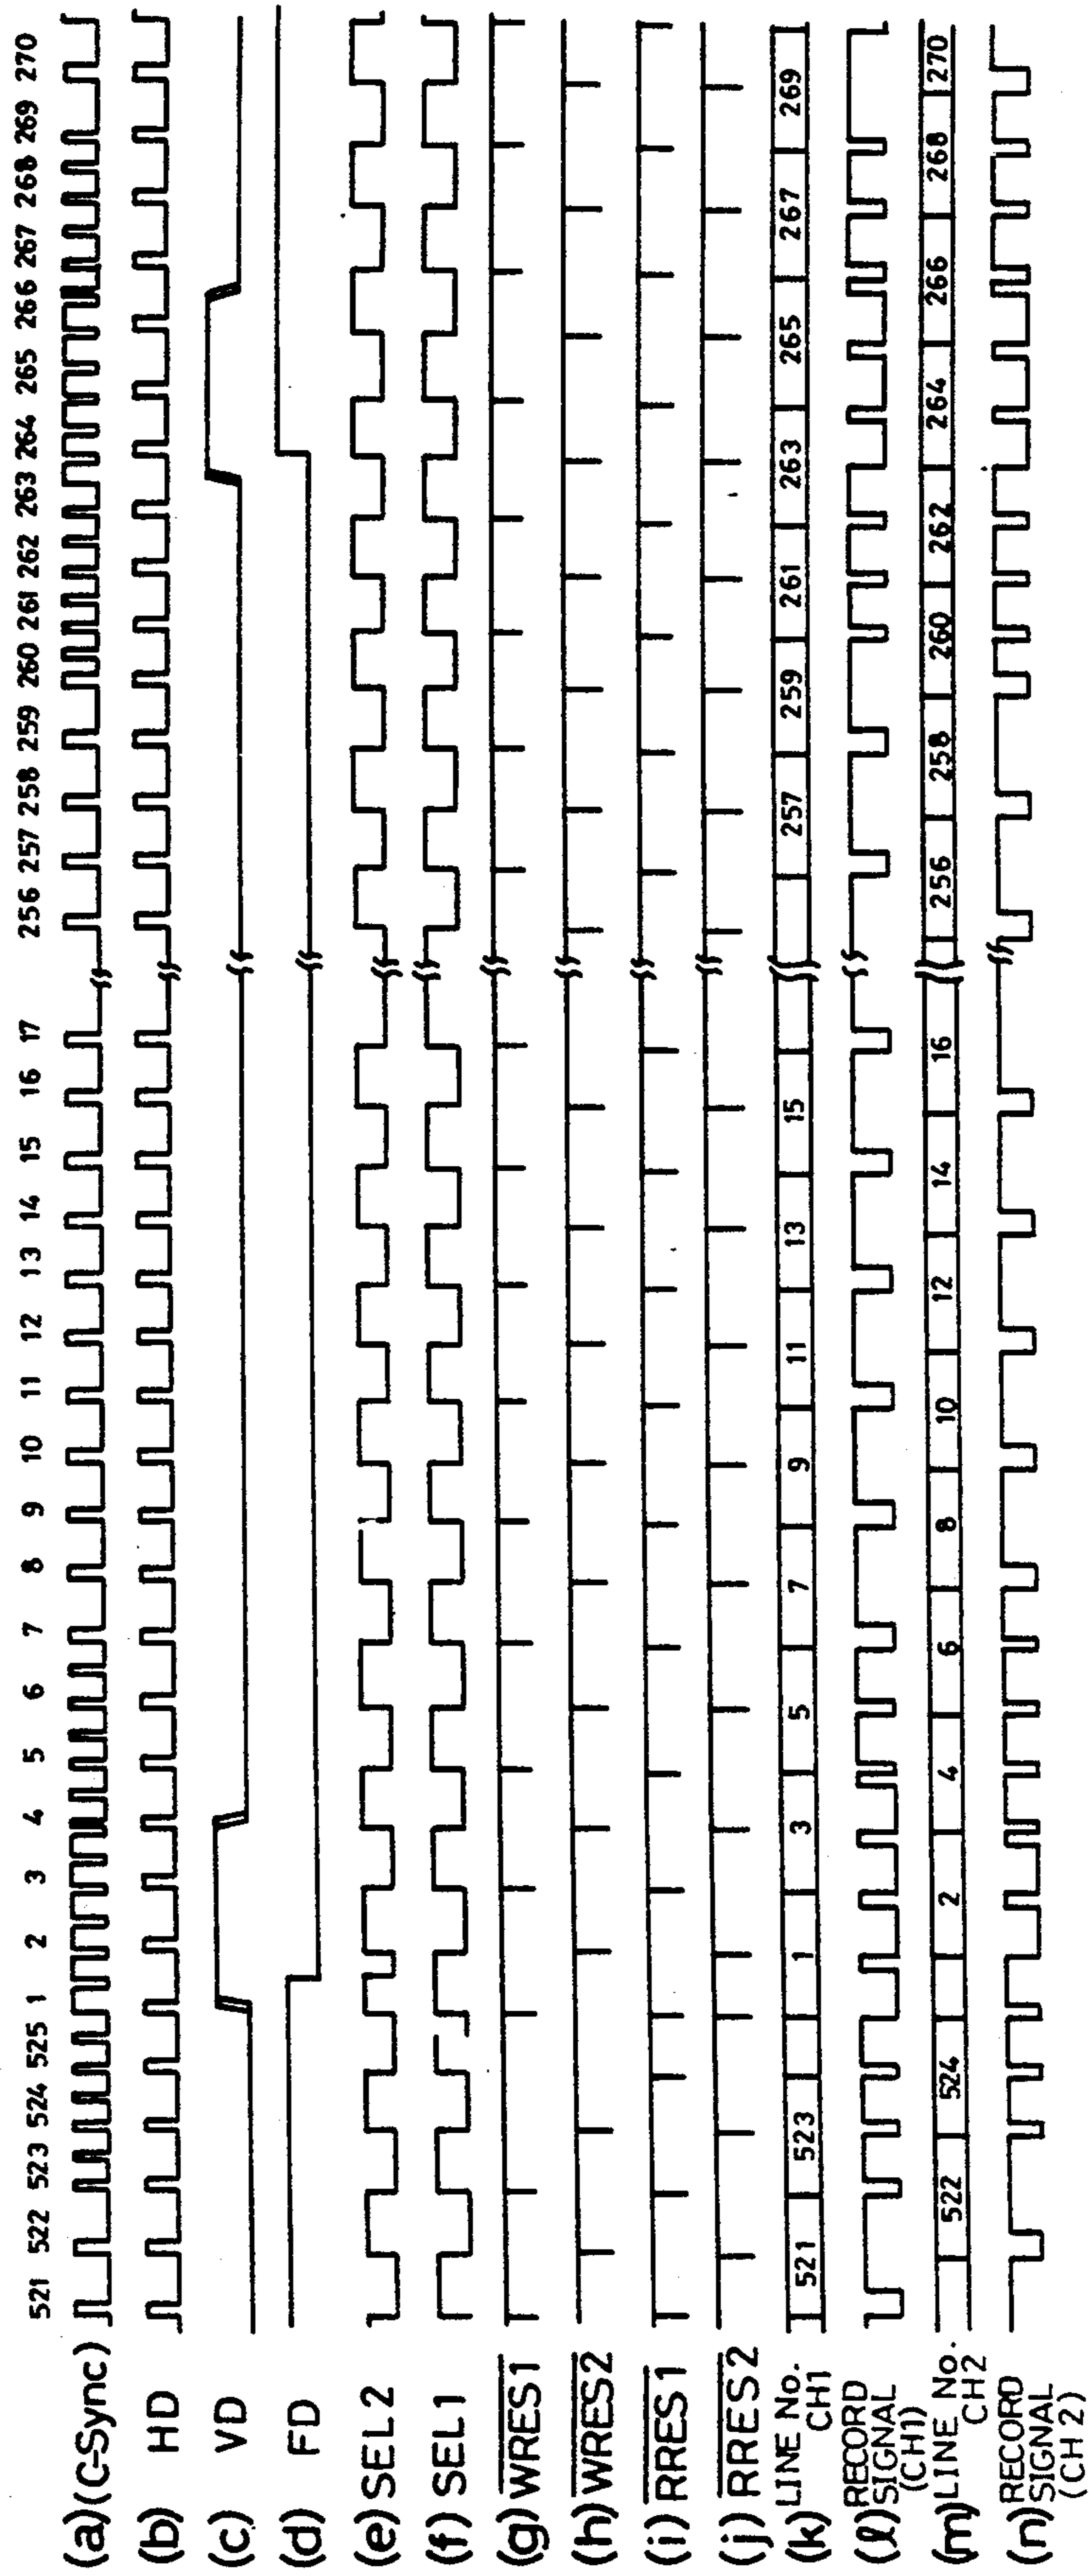 521 522 523 524 525 1 2 3 4 5 6 7 8 9 10 11 12 13 14 15 16 17 256 257 258 259 260 261 262 263 264 265 266 267 268 269 270
(a)(C-Sync)
(b) HD
(c) VD
(d) FD
(e) SEL 2
(f) SEL 1
(g) WRES1
(h) WRES2
(i) RRES1
(j) RRES2
(k) LINE No.
CH1
521 523 1 3 5 7 9 11 13 15 257 259 261 263 265 267 269
RECORD
(l) SIGNAL
(CH1)
(m) LINE No.
CH2
522 524 2 4 6 8 10 12 14 16 256 258 260 262 264 266 268 270
(n) RECORD
SIGNAL
(CH2)